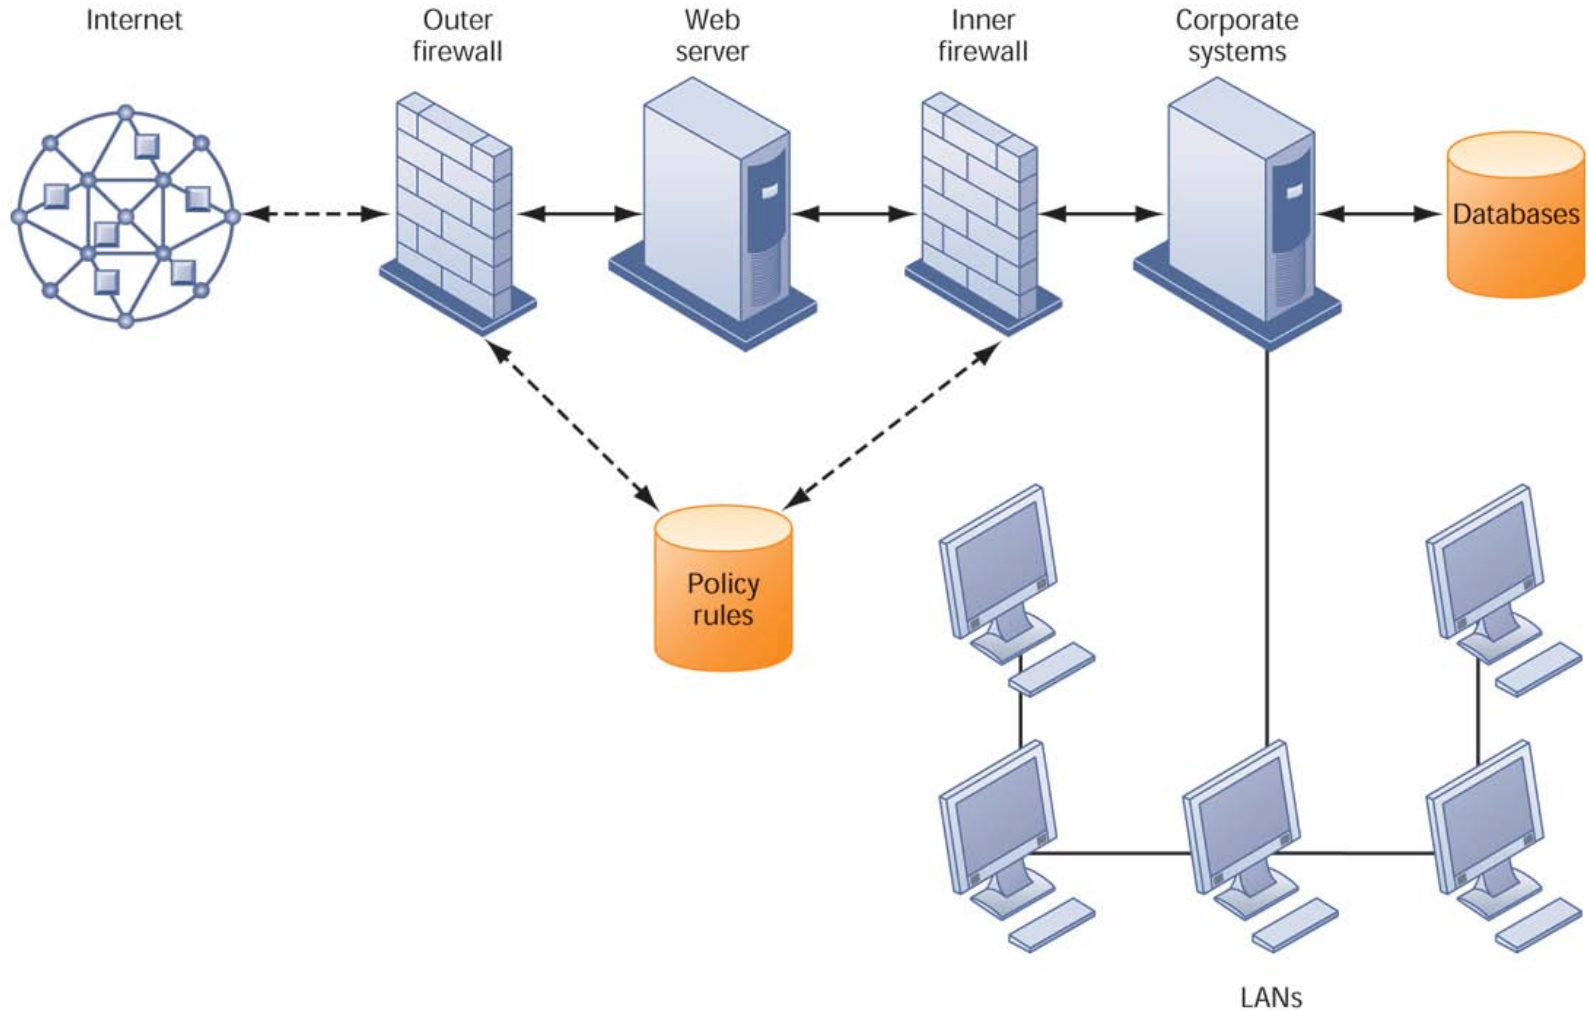 Internet
Outer
firewall
Web
server
Inner
firewall
Corporate
systems
Databases
Policy
rules
LANs